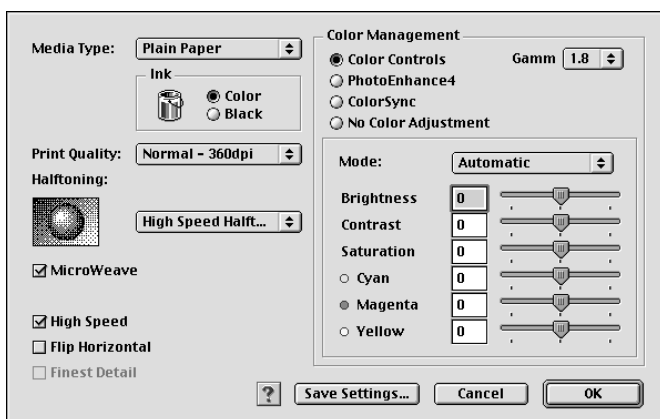 Media Type: Plain Paper
Ink
Color
Black
Print Quality: Normal - 360dpi
Halftoning:
High Speed Halft...
MicroWeave
High Speed
Flip Horizontal
Finest Detail
Color Management
Color Controls
Gamm 1.8
PhotoEnhance4
ColorSync
No Color Adjustment
Mode: Automatic
Brightness 0
Contrast 0
Saturation 0
Cyan 0
Magenta 0
Yellow 0
? Save Settings... Cancel OK